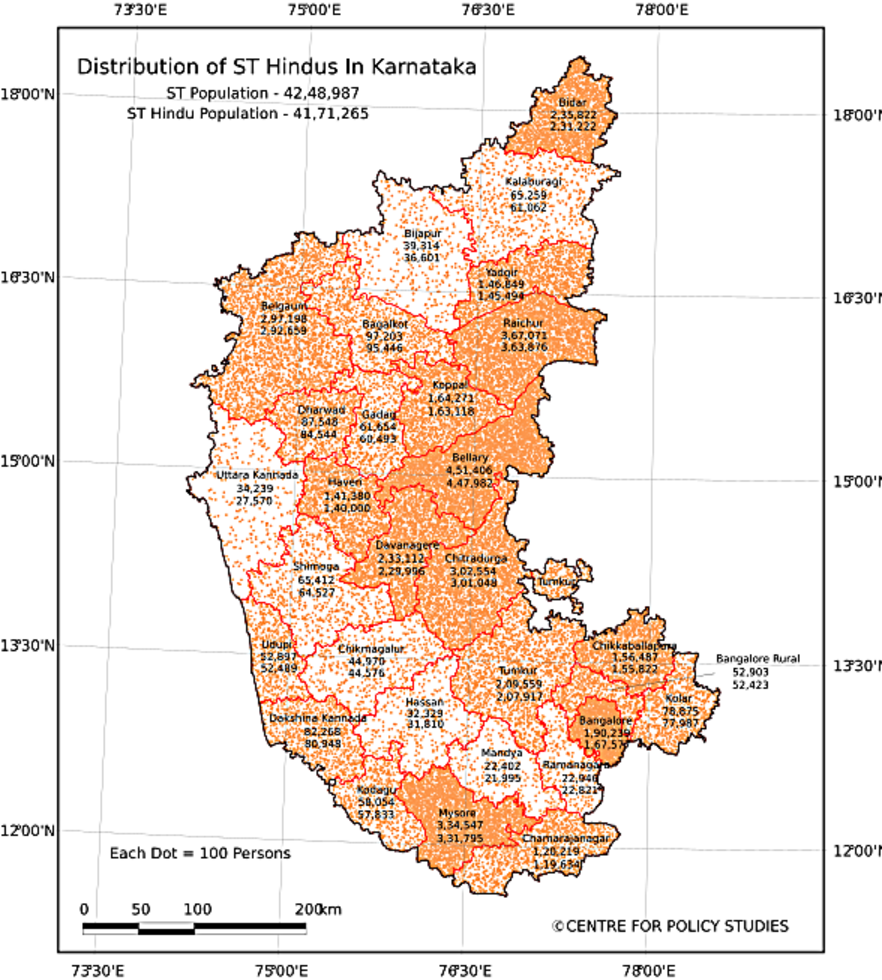 73°30'E 75°00'E 76°30'E 78°00'E
Distribution of ST Hindus In Karnataka
ST Population - 42,48,987
ST Hindu Population - 41,71,265
18°00'N
18°00'N
Bidar
2,35,822
2,31,222
Kalaburagi
65,259
61,062
Bijapur
39,314
36,601
16°30'N
16°30'N
Yadgir
1,46,849
1,45,494
Belgaum
2,97,198
2,92,659
Bagalkot
97,203
95,446
Raichur
3,67,071
3,63,876
Koppal
1,64,271
1,63,118
Dharwad
87,548
84,544
Gadag
61,654
60,493
15°00'N
15°00'N
Bellary
4,51,406
4,47,982
Uttara Kannada
34,239
27,570
Haveri
1,41,380
1,40,000
Davanagere
2,33,112
2,29,996
Chitradurga
3,02,554
3,01,048
Shimoga
65,412
64,527
Tumkur
13°30'N
13°30'N
Udupi
52,897
52,489
Chikmagalur
44,970
44,576
Tumkur
2,09,559
2,07,917
Chikkaballapura
1,56,487
1,55,822
Bangalore Rural
52,903
52,423
Kolar
78,875
77,987
Hassan
32,329
31,810
Dakshina Kannada
82,268
80,948
Bangalore
1,90,239
1,67,57
Mandya
22,402
21,995
Ramanagara
22,946
22,821
Kodagu
58,054
57,833
Mysore
3,34,547
3,31,795
Chamarajanagar
1,20,219
1,19,634
12°00'N
12°00'N
Each Dot = 100 Persons
0 50 100 200km
©CENTRE FOR POLICY STUDIES
73°30'E 75°00'E 76°30'E 78°00'E